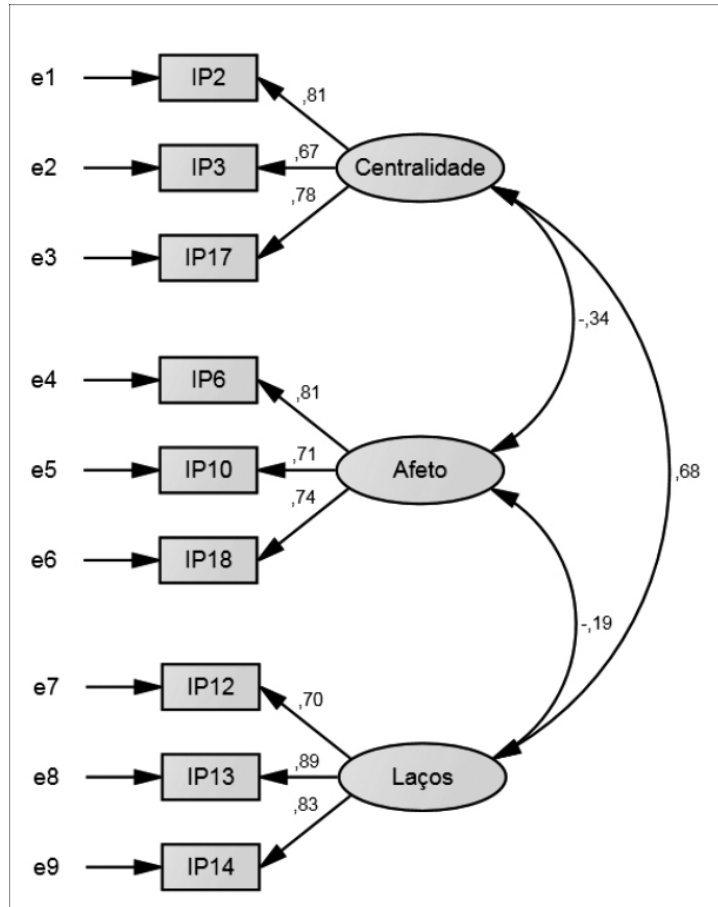 e1
IP2
,81
e2
IP3
,67
Centralidade
,78
e3
IP17
-,34
e4
IP6
,81
e5
IP10
,71
Afeto
,68
,74
e6
IP18
-,19
e7
IP12
,70
e8
IP13
,89
Laços
,83
e9
IP14